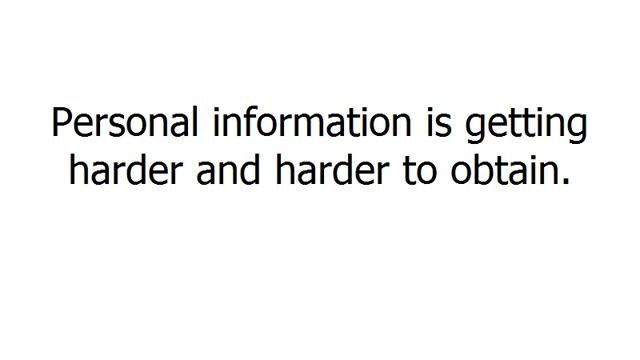 Personal information is getting
harder and harder to obtain.